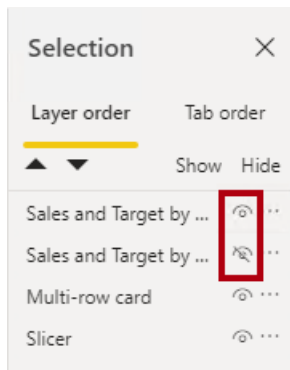 Selection
Layer order Tab order
Show Hide
Sales and Target by ...
Sales and Target by ...
Multi-row card
Slicer